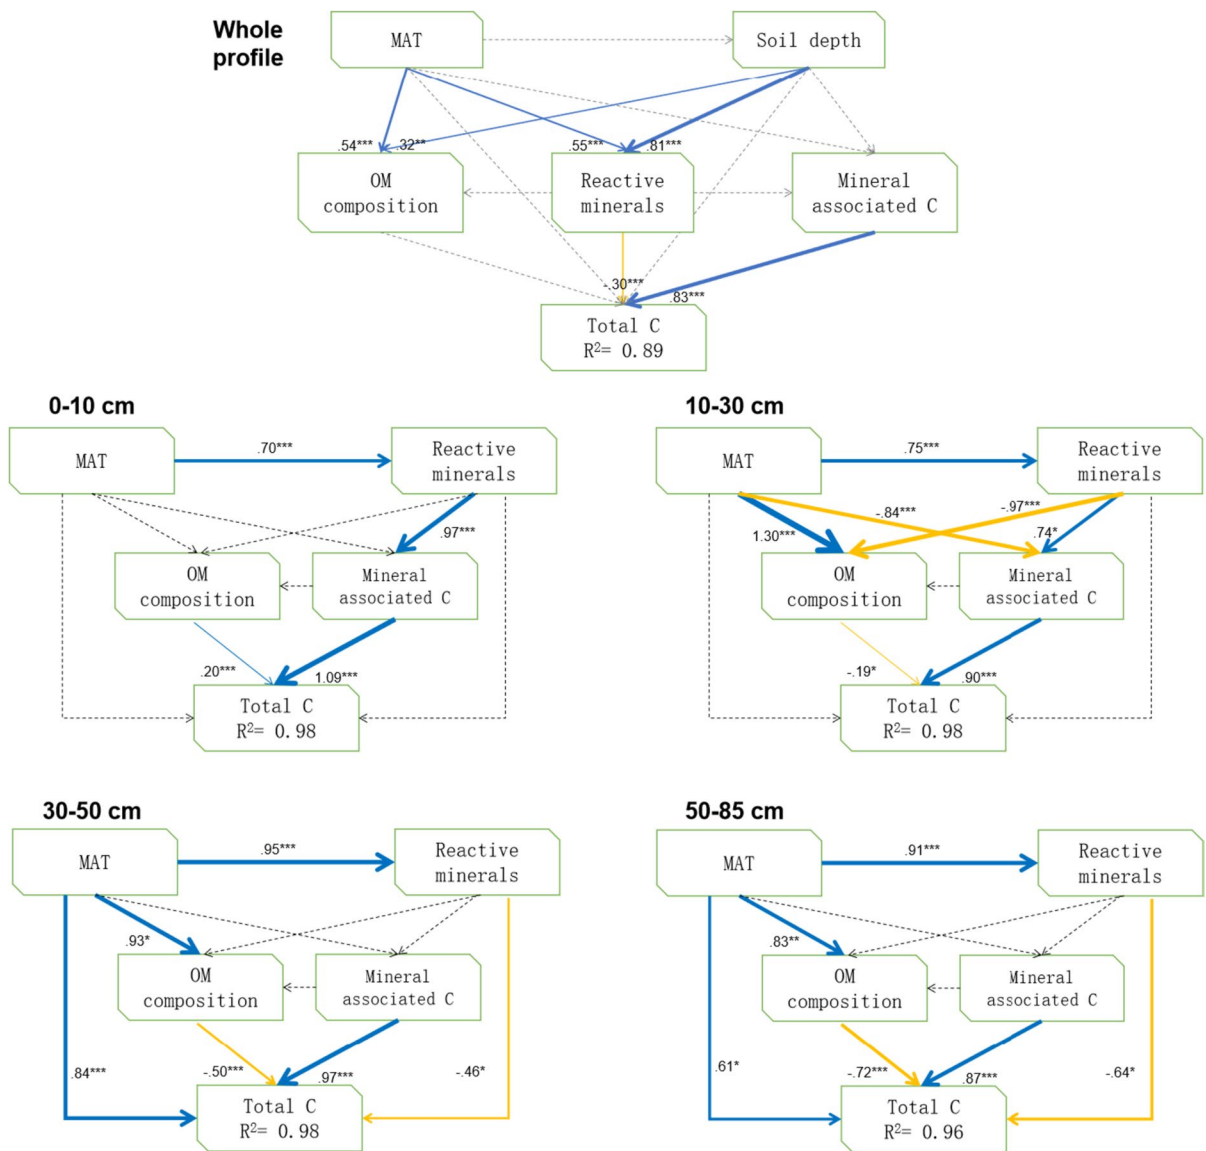 Whole
profile
MAT
Soil depth
.54***
.32**
.55***
.81***
OM
composition
Reactive
minerals
Mineral
associated C
-.30***
.83***
Total C
R²= 0.89
0-10 cm
MAT
.70***
Reactive
minerals
.97***
OM
composition
Mineral
associated C
.20***
1.09***
Total C
R²= 0.98
10-30 cm
MAT
.75***
Reactive
minerals
-.84***
-.97***
1.30***
.74*
OM
composition
Mineral
associated C
-.19*
.90***
Total C
R²= 0.98
30-50 cm
MAT
.95***
Reactive
minerals
.93*
OM
composition
Mineral
associated C
.84***
-.50***
.97***
-.46*
Total C
R²= 0.98
50-85 cm
MAT
.91***
Reactive
minerals
.83**
OM
composition
Mineral
associated C
.61*
-.72***
.87***
-.64*
Total C
R²= 0.96